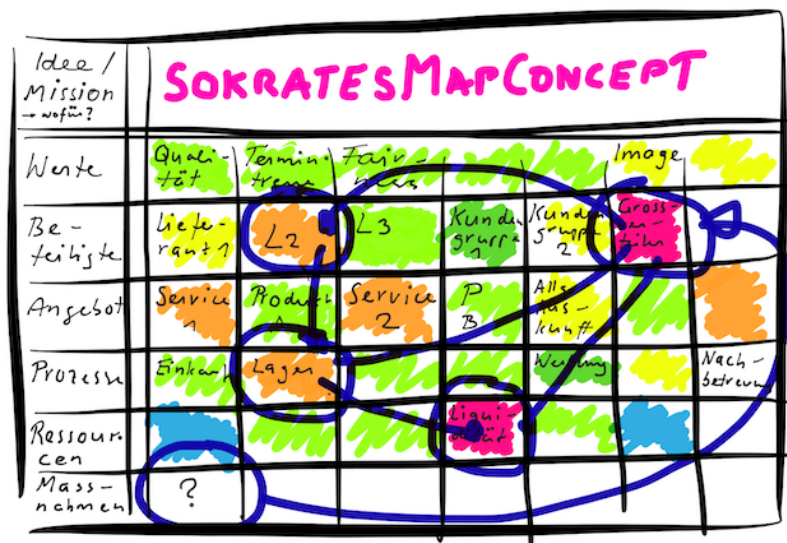 Idee /
Mission
→ wofür?
SOKRATESMAPCONCEPT
Werte
Quali-
tät
Termin-
treue
Fair-
ness
Image
Be-
teiligte
Liefe-
rant 1
L2
L3
Kunden
gruppe
1
Kunden
gruppe
2
Gross-
Angebot
Service
1
Produkt
A
Service
2
P
B
Allg.
Aus-
kunft
Prozesse
Einkauf
Lager
Werbung
Nach-
betreuung
Ressour-
cen
Liqui-
dität
Mass-
nahmen
?